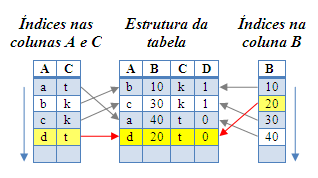 Índices nas
colunas A e C
Estrutura da
tabela
Índices na
coluna B
A C
a t
b k
c k
d t
A B C D
b 10 k 1
c 30 k 1
a 40 t 0
d 20 t 0
B
10
20
30
40